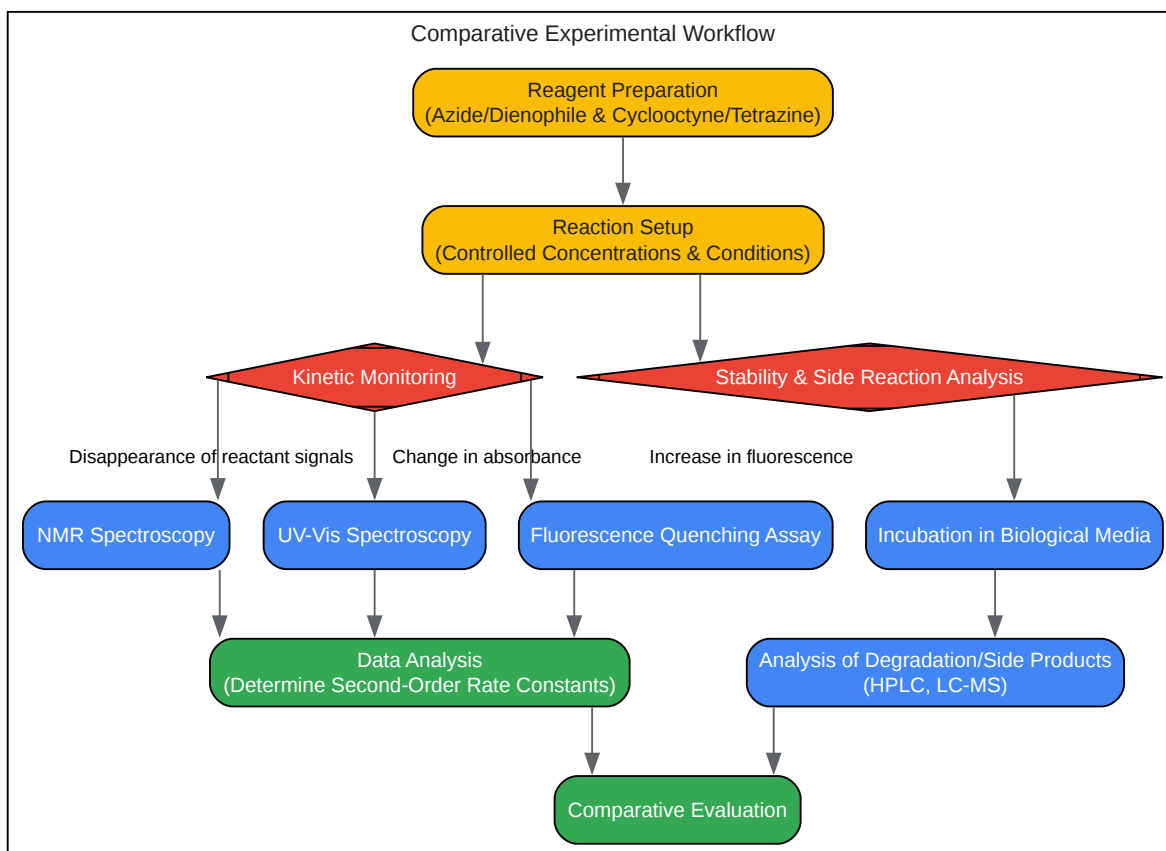 Comparative Experimental Workflow
Reagent Preparation
(Azide/Dienophile & Cyclooctyne/Tetrazine)
Reaction Setup
(Controlled Concentrations & Conditions)
Kinetic Monitoring
Stability & Side Reaction Analysis
Disappearance of reactant signals
Change in absorbance
Increase in fluorescence
NMR Spectroscopy
UV-Vis Spectroscopy
Fluorescence Quenching Assay
Incubation in Biological Media
Data Analysis
(Determine Second-Order Rate Constants)
Analysis of Degradation/Side Products
(HPLC, LC-MS)
Comparative Evaluation